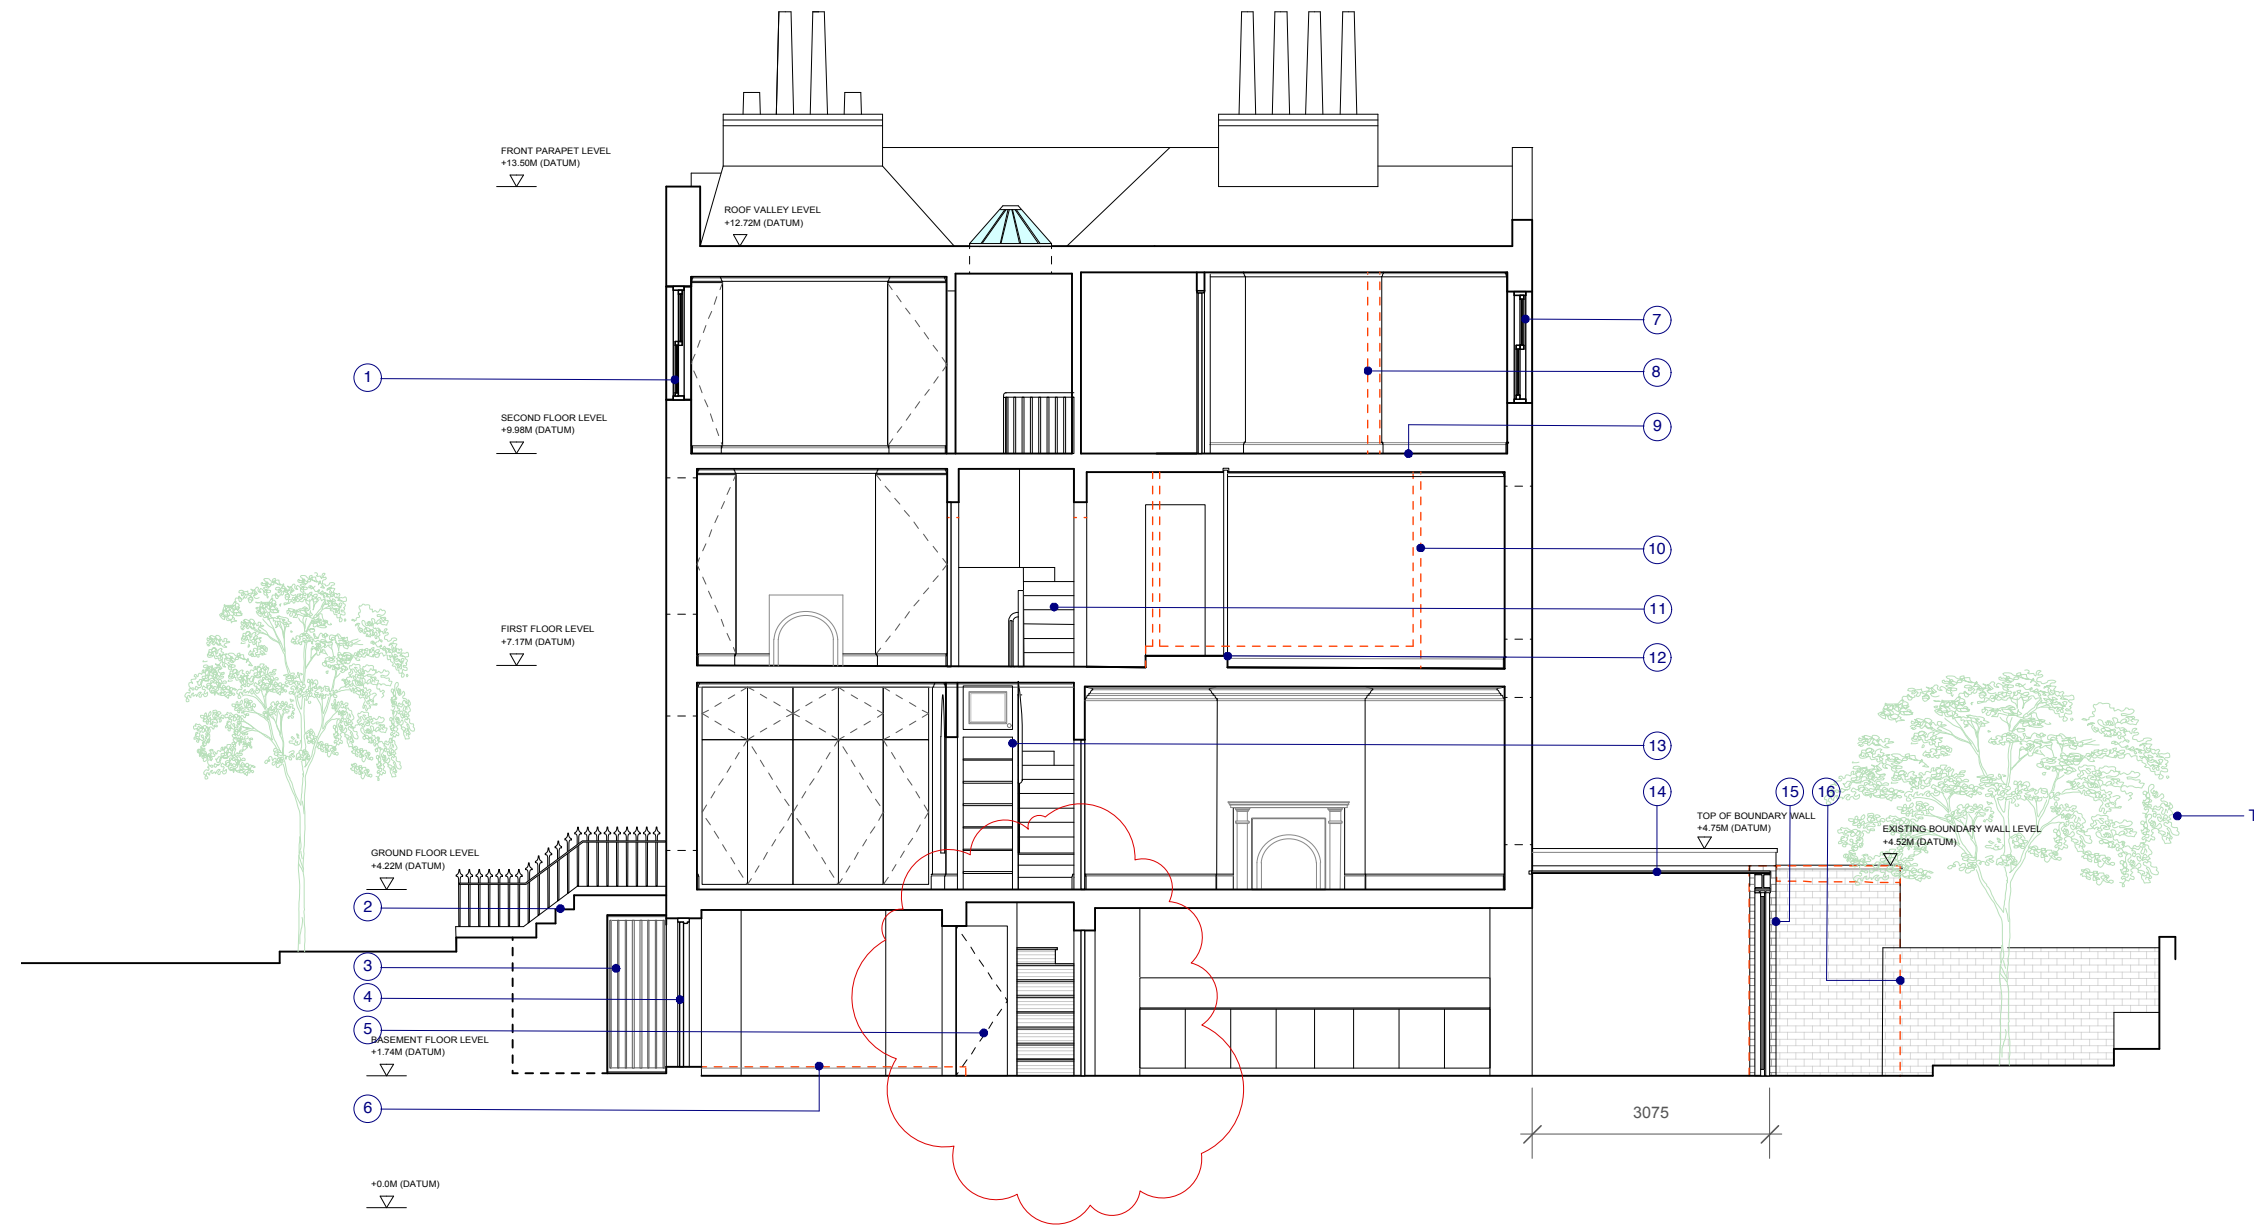 FRONT PARAPET LEVEL
+13.50M (DATUM)
ROOF VALLEY LEVEL
+12.72M (DATUM)
7
1
8
SECOND FLOOR LEVEL
+9.98M (DATUM)
9
10
11
FIRST FLOOR LEVEL
+7.17M (DATUM)
12
13
14
15
16
TOP OF BOUNDARY WALL
+4.75M (DATUM)
EXISTING BOUNDARY WALL LEVEL
+4.52M (DATUM)
GROUND FLOOR LEVEL
+4.22M (DATUM)
2
3
4
5
BASEMENT FLOOR LEVEL
+1.74M (DATUM)
6
3075
+0.0M (DATUM)